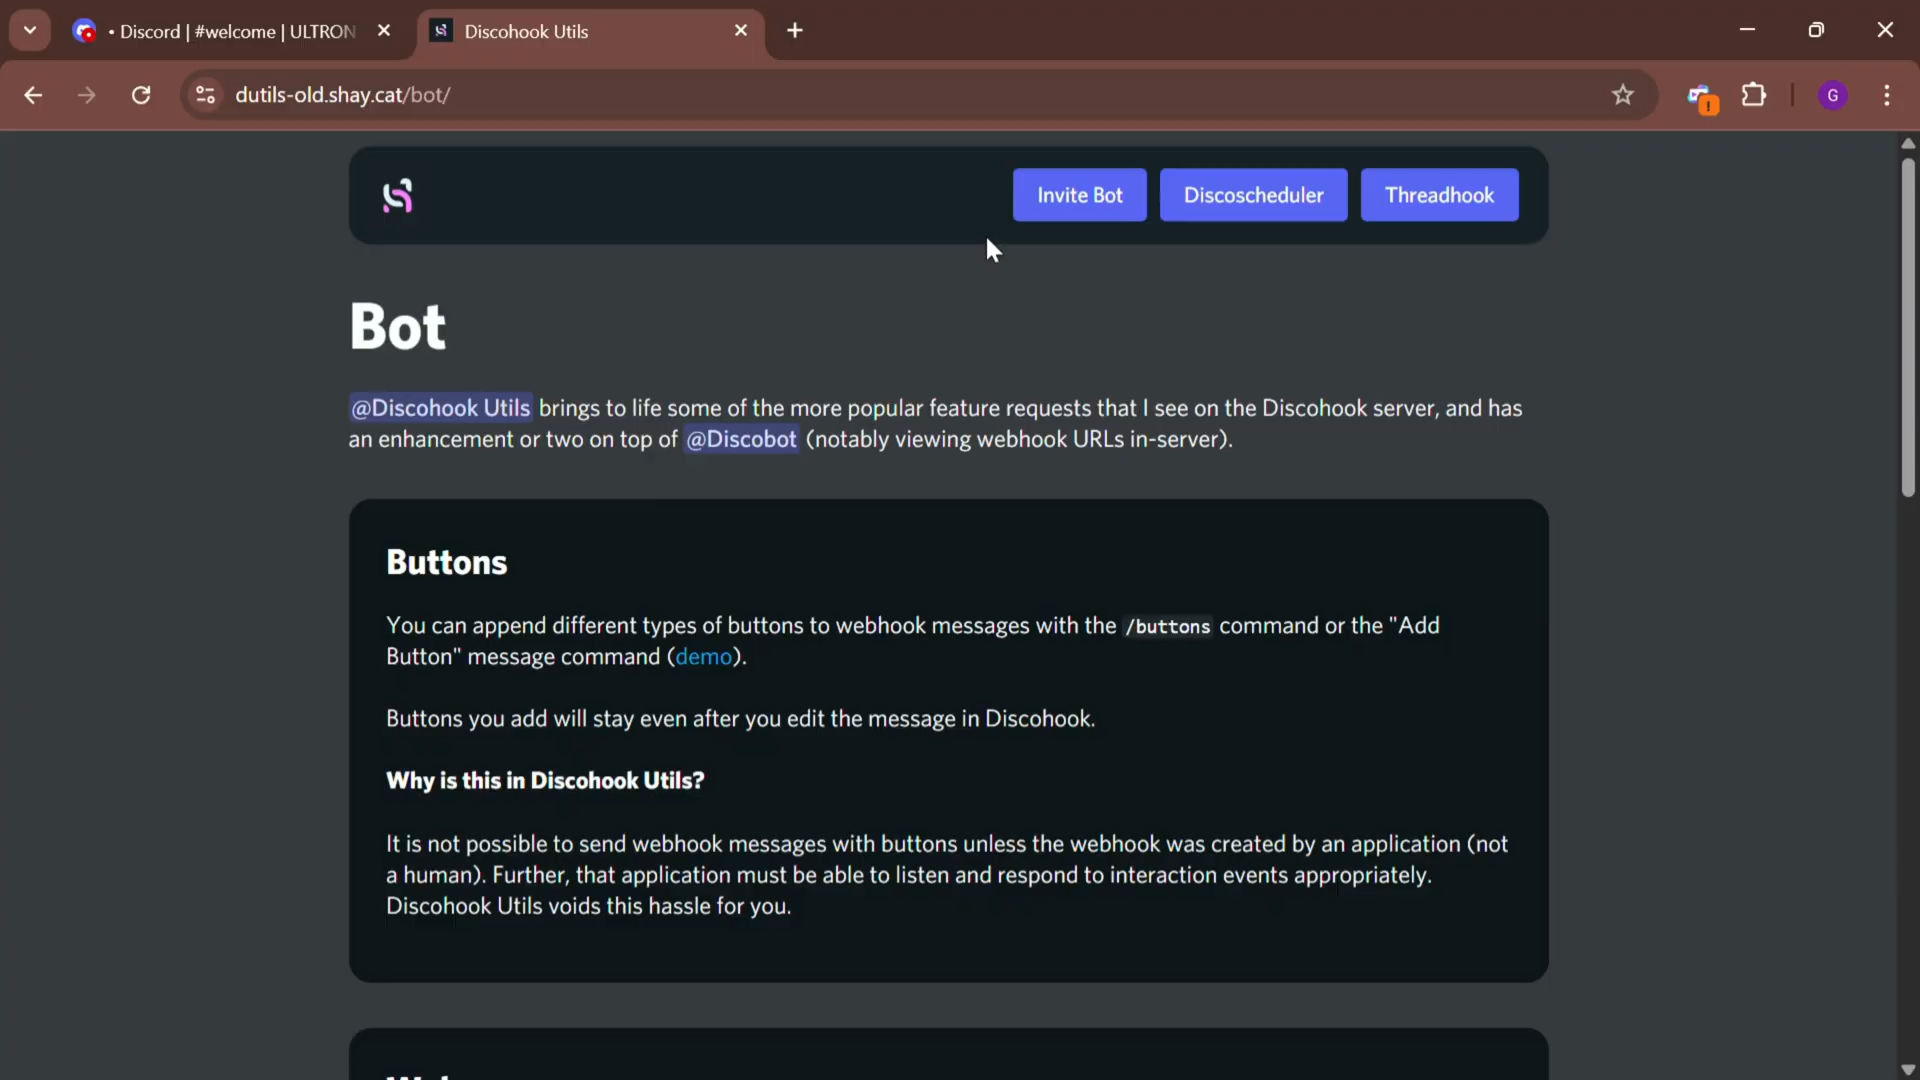 • Discord | #welcome | ULTRON
Discohook Utils
dutils-old.shay.cat/bot/
G
Invite Bot
Discoscheduler
Threadhook
Bot
@Discohook Utils brings to life some of the more popular feature requests that I see on the Discohook server, and has
an enhancement or two on top of @Discobot (notably viewing webhook URLs in-server).
Buttons
You can append different types of buttons to webhook messages with the /buttons command or the "Add
Button" message command (demo).
Buttons you add will stay even after you edit the message in Discohook.
Why is this in Discohook Utils?
It is not possible to send webhook messages with buttons unless the webhook was created by an application (not
a human). Further, that application must be able to listen and respond to interaction events appropriately.
Discohook Utils voids this hassle for you.